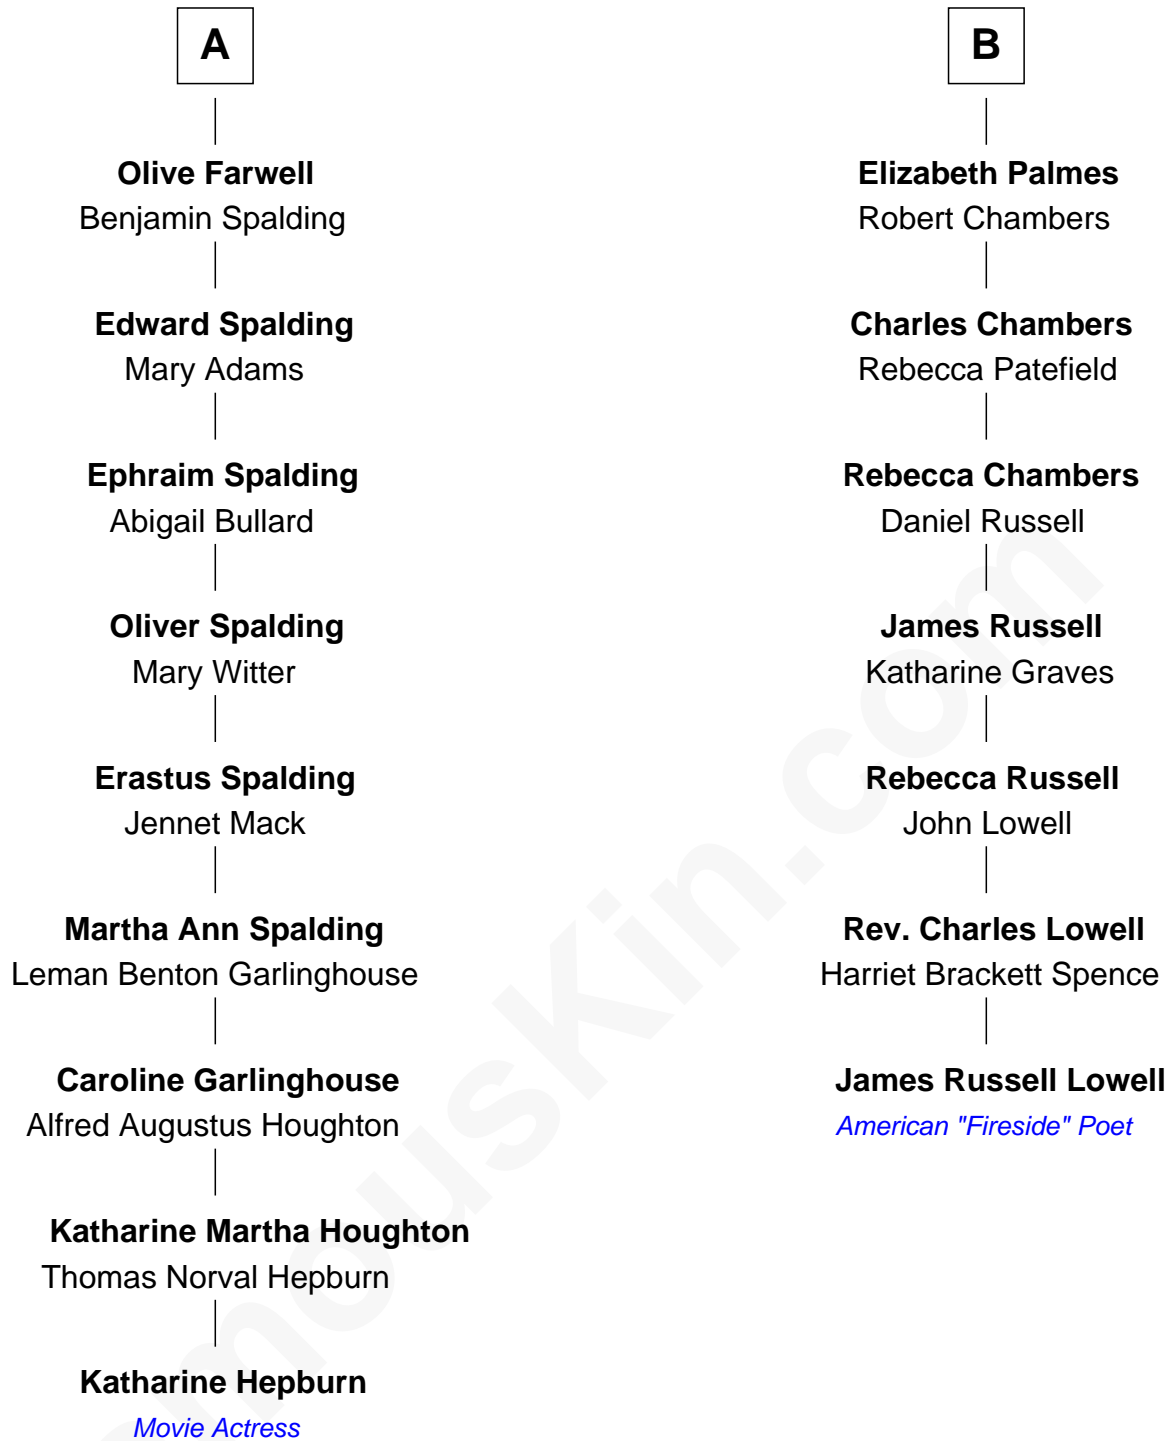 A
Olive Farwell
Benjamin Spalding
Edward Spalding
Mary Adams
Ephraim Spalding
Abigail Bullard
Oliver Spalding
Mary Witter
Erastus Spalding
Jennet Mack
Martha Ann Spalding
Leman Benton Garlinghouse
Caroline Garlinghouse
Alfred Augustus Houghton
Katharine Martha Houghton
Thomas Norval Hepburn
Katharine Hepburn
Movie Actress
B
Elizabeth Palmes
Robert Chambers
Charles Chambers
Rebecca Patefield
Rebecca Chambers
Daniel Russell
James Russell
Katharine Graves
Rebecca Russell
John Lowell
Rev. Charles Lowell
Harriet Brackett Spence
James Russell Lowell
American "Fireside" Poet